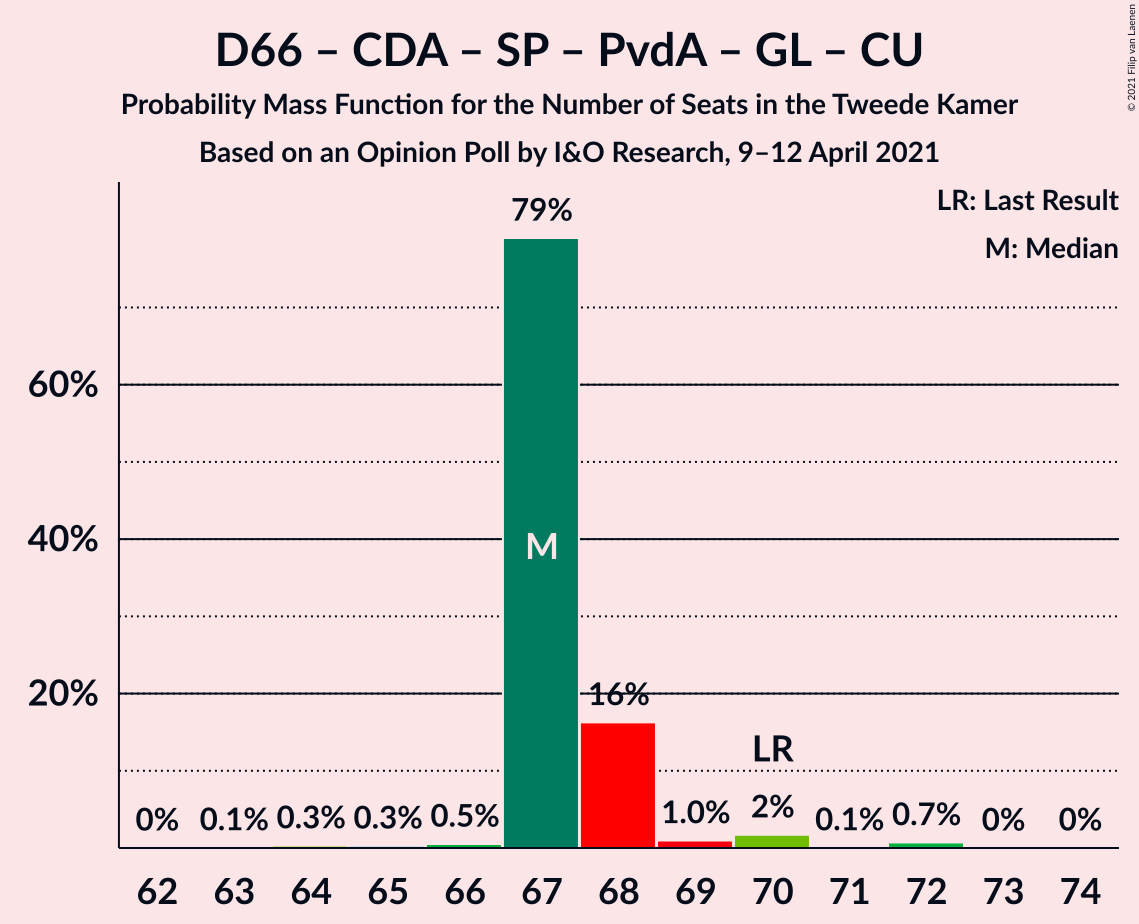 D66 – CDA – SP – PvdA – GL – CU
Probability Mass Function for the Number of Seats in the Tweede Kamer
Based on an Opinion Poll by I&O Research, 9–12 April 2021
© 2021 Filip van Laenen
LR: Last Result
M: Median
79%
60%
M
40%
20%
16%
LR
0% 0.1% 0.3% 0.3% 0.5% 1.0% 2% 0.1% 0.7% 0% 0%
62 63 64 65 66 67 68 69 70 71 72 73 74